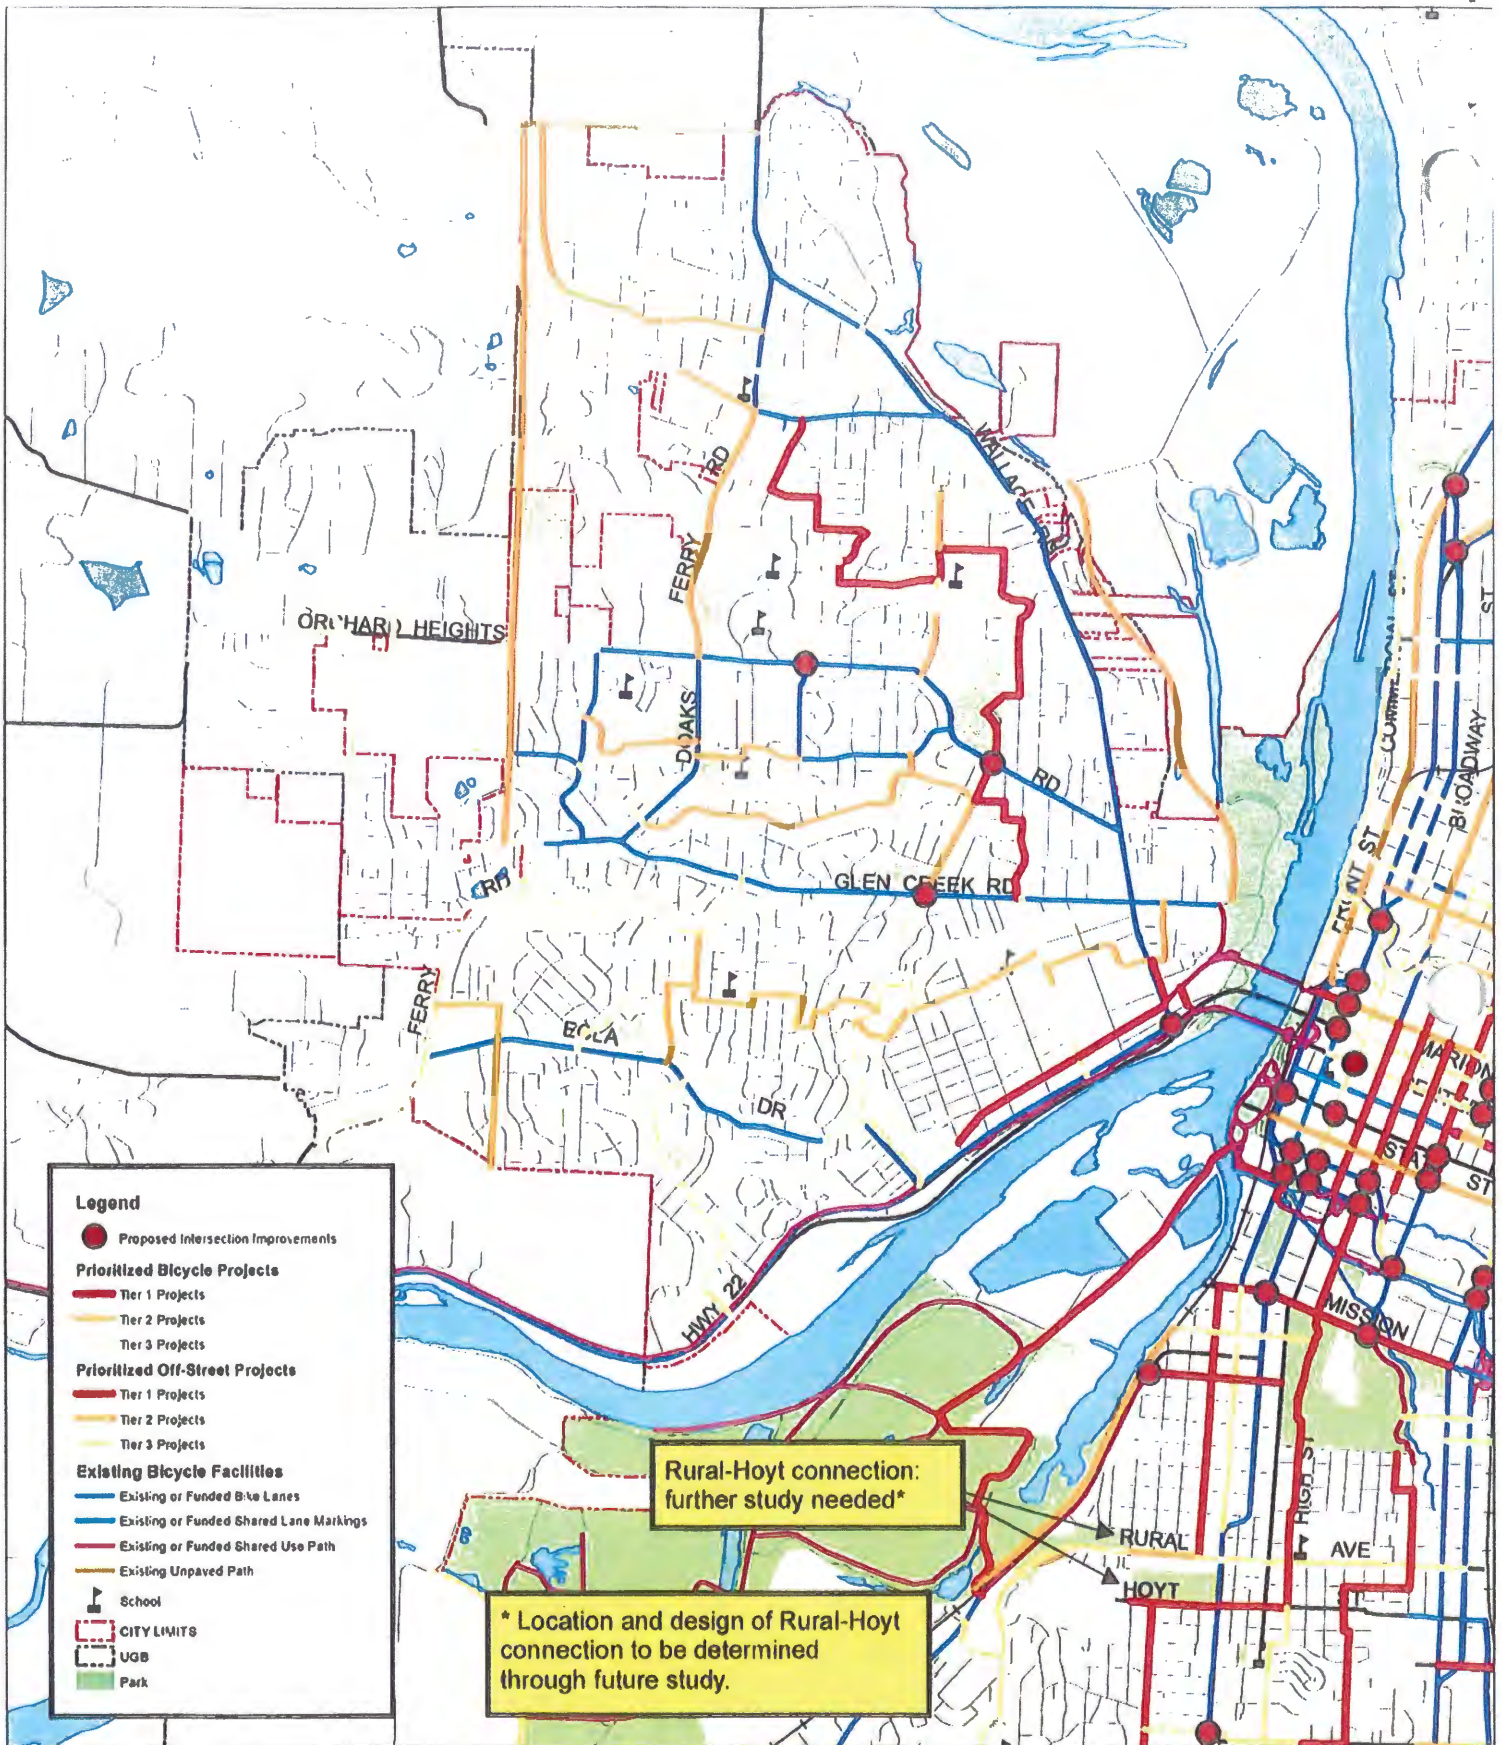 WALLACE
RD
FERRY
HEIGHTS
DOAKS
RD
BROADWAY
ST
FRONT ST
GLEN CREEK RD
RD
FERRY
EOLA
DR
MARION
ST
HWY 22
MISSION
HIGH ST
Legend
Proposed Intersection Improvements
Prioritized Bicycle Projects
Tier 1 Projects
Tier 2 Projects
Tier 3 Projects
Prioritized Off-Street Projects
Tier 1 Projects
Tier 2 Projects
Tier 3 Projects
Existing Bicycle Facilities
Existing or Funded Bike Lanes
Existing or Funded Shared Lane Markings
Existing or Funded Shared Use Path
Existing Unpaved Path
School
CITY LIMITS
UGB
Park
Rural-Hoyt connection:
further study needed*
RURAL
AVE
HOYT
* Location and design of Rural-Hoyt
connection to be determined
through future study.